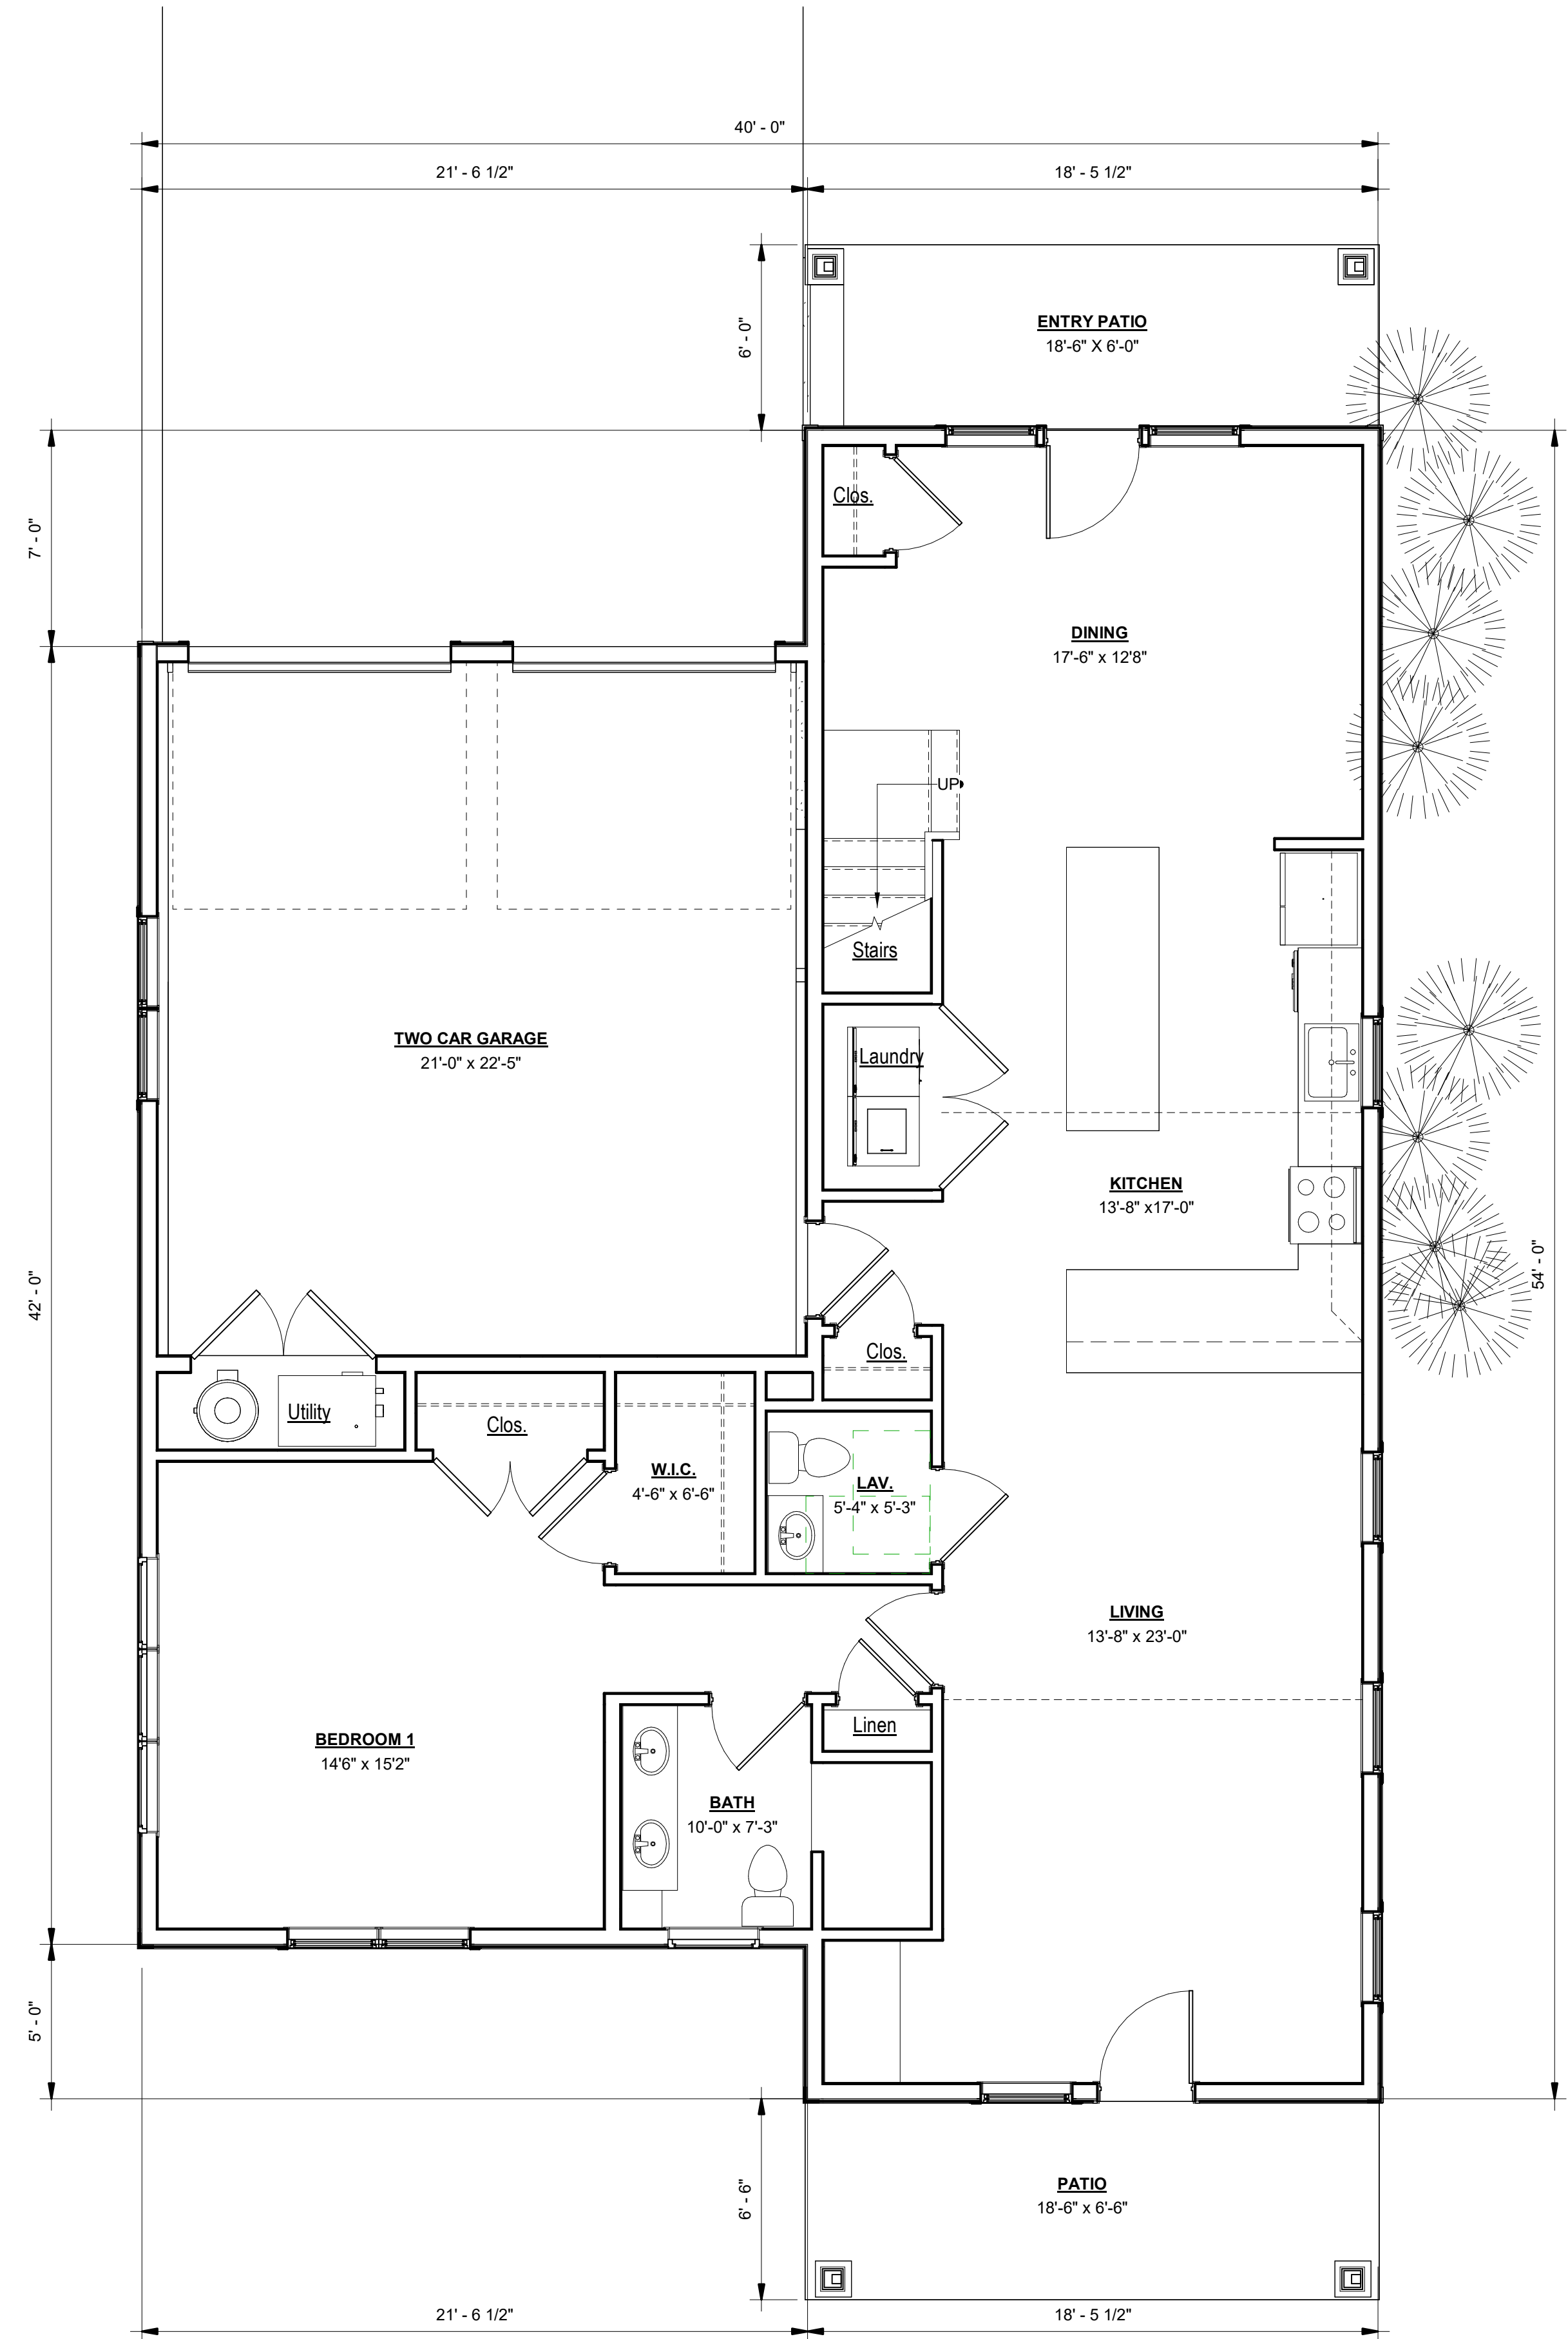 40' - 0"
21' - 6 1/2"
18' - 5 1/2"
6' - 0"
ENTRY PATIO
18'-6" X 6'-0"
7' - 0"
Clos.
DINING
17'-6" x 12'8"
UP
Stairs
TWO CAR GARAGE
21'-0" x 22'-5"
Laundry
KITCHEN
13'-8" x17'-0"
42' - 0"
54' - 0"
Clos.
Utility
Clos.
W.I.C.
4'-6" x 6'-6"
LAV.
5'-4" x 5'-3"
LIVING
13'-8" x 23'-0"
Linen
BEDROOM 1
14'6" x 15'2"
BATH
10'-0" x 7'-3"
5' - 0"
6' - 6"
PATIO
18'-6" x 6'-6"
21' - 6 1/2"
18' - 5 1/2"